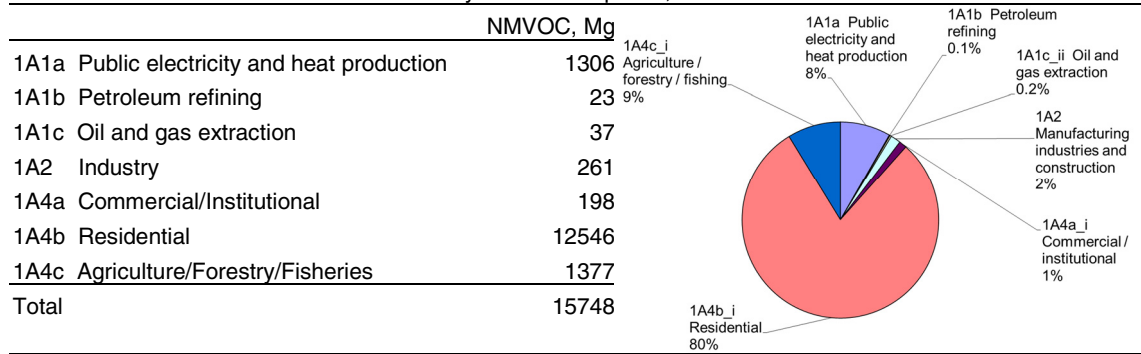 NMVOC, Mg
1A1a Public electricity and heat production 1306
1A1b Petroleum refining 23
1A1c Oil and gas extraction 37
1A2 Industry 261
1A4a Commercial/Institutional 198
1A4b Residential 12546
1A4c Agriculture/Forestry/Fisheries 1377
Total 15748
1A4c_i
Agriculture /
forestry / fishing
9%
1A1a Public
electricity and
heat production
8%
1A1b Petroleum
refining
0.1%
1A1c_ii Oil and
gas extraction
0.2%
1A2
Manufacturing
industries and
construction
2%
1A4a_i
Commercial /
institutional
1%
1A4b_i
Residential
80%